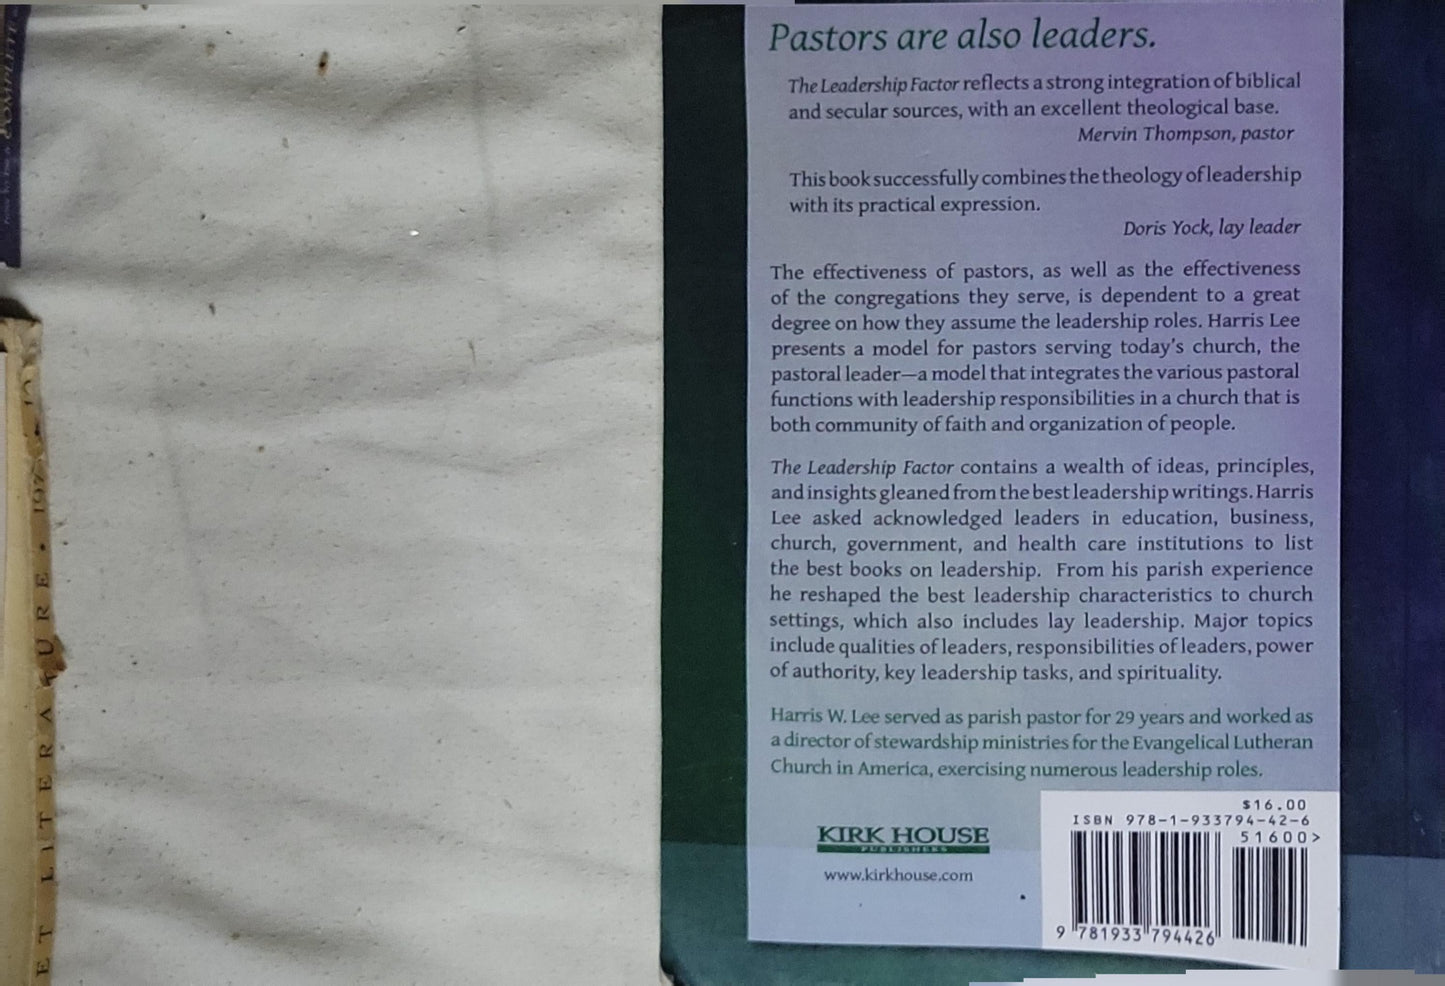 COMPLETE
ET LITERATURE • 197
Pastors are also leaders.
The Leadership Factor reflects a strong integration of biblical
and secular sources, with an excellent theological base.
Mervin Thompson, pastor
This book successfully combines the theology of leadership
with its practical expression.
Doris Yock, lay leader
The effectiveness of pastors, as well as the effectiveness
of the congregations they serve, is dependent to a great
degree on how they assume the leadership roles. Harris Lee
presents a model for pastors serving today's church, the
pastoral leader—a model that integrates the various pastoral
functions with leadership responsibilities in a church that is
both community of faith and organization of people.
The Leadership Factor contains a wealth of ideas, principles,
and insights gleaned from the best leadership writings. Harris
Lee asked acknowledged leaders in education, business,
church, government, and health care institutions to list
the best books on leadership. From his parish experience
he reshaped the best leadership characteristics to church
settings, which also includes lay leadership. Major topics
include qualities of leaders, responsibilities of leaders, power
of authority, key leadership tasks, and spirituality.
Harris W. Lee served as parish pastor for 29 years and worked as
a director of stewardship ministries for the Evangelical Lutheran
Church in America, exercising numerous leadership roles.
KIRK HOUSE
PUBLISHERS
www.kirkhouse.com
$16.00
ISBN 978-1-933794-42-6
51600>
9 781933 794426